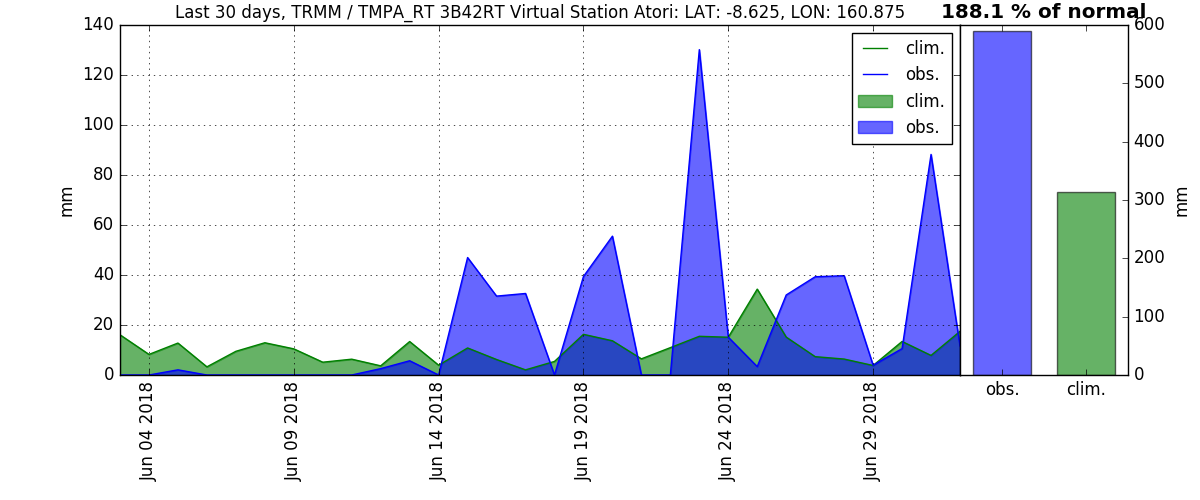 Last 30 days, TRMM / TMPA_RT 3B42RT Virtual Station Atori: LAT: -8.625, LON: 160.875
188.1 % of normal
140
120
100
80
60
40
20
0
mm
clim.
obs.
clim.
obs.
Jun 04 2018
Jun 09 2018
Jun 14 2018
Jun 19 2018
Jun 24 2018
Jun 29 2018
600
500
400
300
200
100
0
mm
obs.
clim.